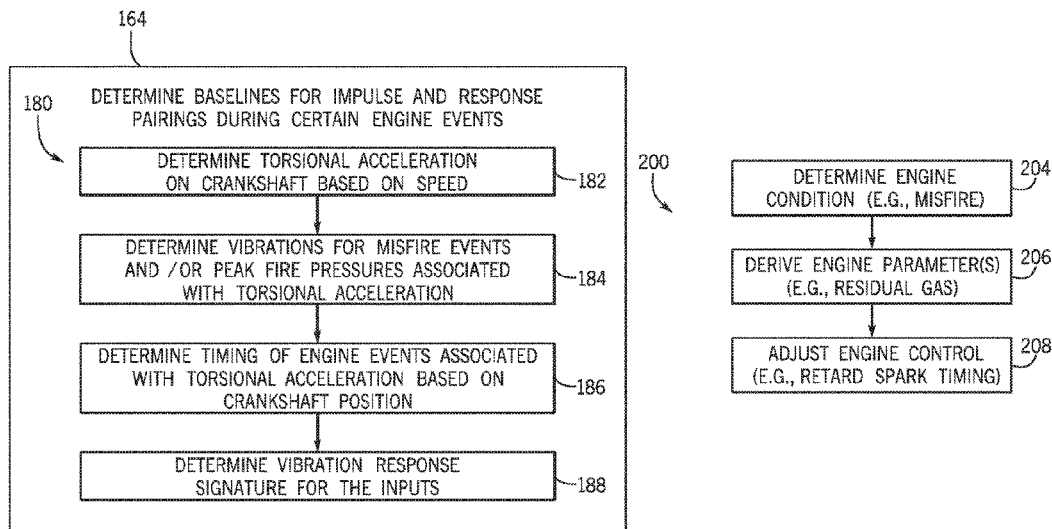 164
DETERMINE BASELINES FOR IMPULSE AND RESPONSE
PAIRINGS DURING CERTAIN ENGINE EVENTS
180
DETERMINE TORSIONAL ACCELERATION
ON CRANKSHAFT BASED ON SPEED
182
DETERMINE VIBRATIONS FOR MISFIRE EVENTS
AND /OR PEAK FIRE PRESSURES ASSOCIATED
WITH TORSIONAL ACCELERATION
184
DETERMINE TIMING OF ENGINE EVENTS ASSOCIATED
WITH TORSIONAL ACCELERATION BASED ON
CRANKSHAFT POSITION
186
DETERMINE VIBRATION RESPONSE
SIGNATURE FOR THE INPUTS
188
200
DETERMINE ENGINE
CONDITION (E.G., MISFIRE)
204
DERIVE ENGINE PARAMETER(S)
(E.G., RESIDUAL GAS)
206
ADJUST ENGINE CONTROL
(E.G., RETARD SPARK TIMING)
208